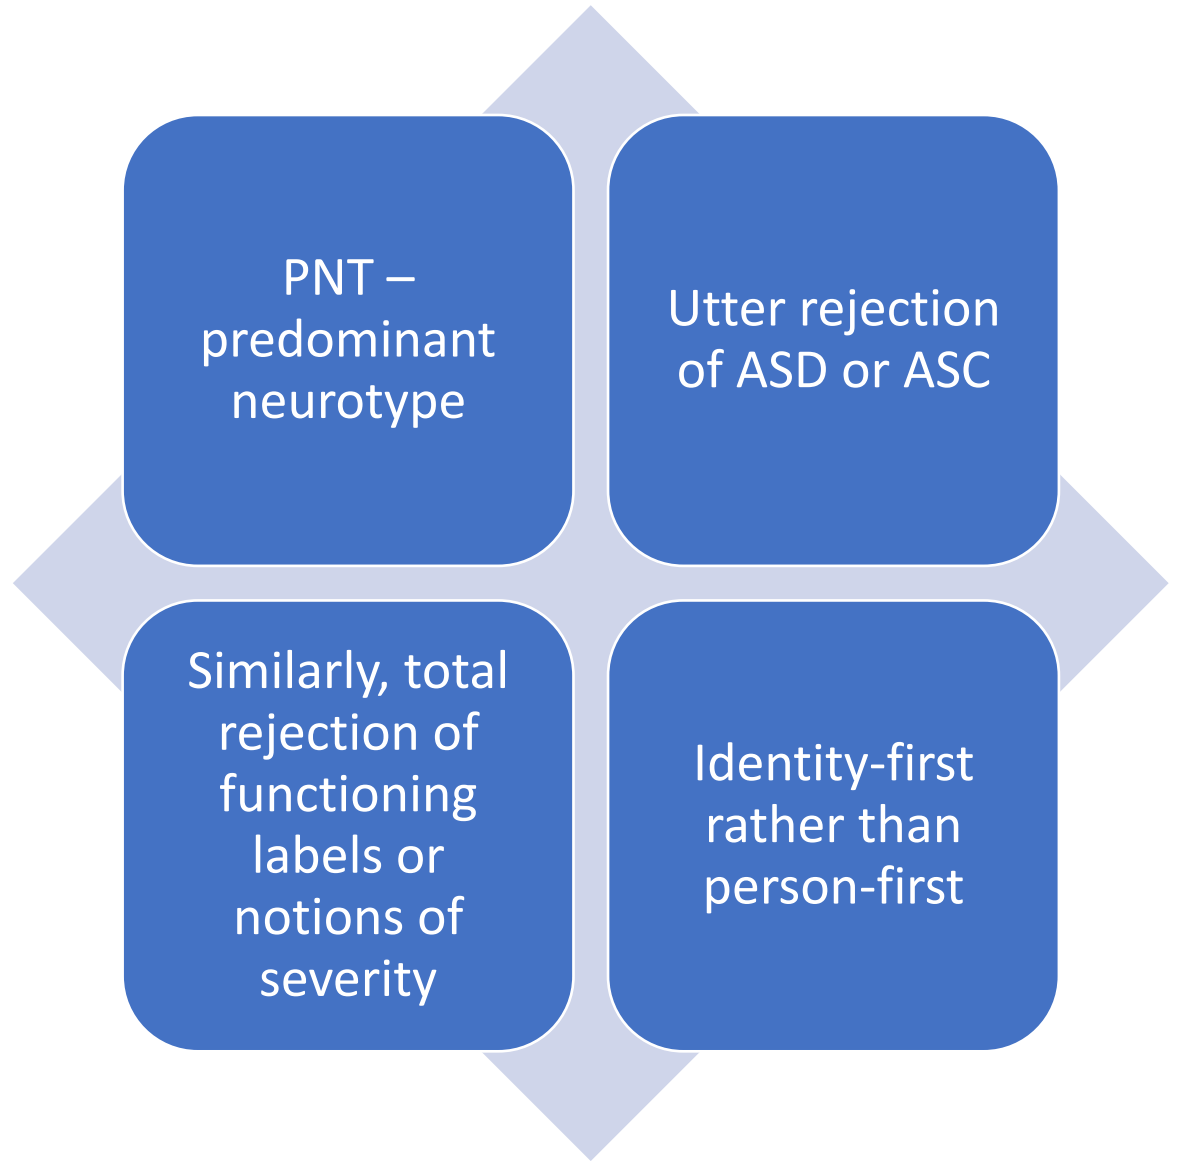 PNT –
predominant
neurotype
Utter rejection
of ASD or ASC
Similarly, total
rejection of
functioning
labels or
notions of
severity
Identity-first
rather than
person-first